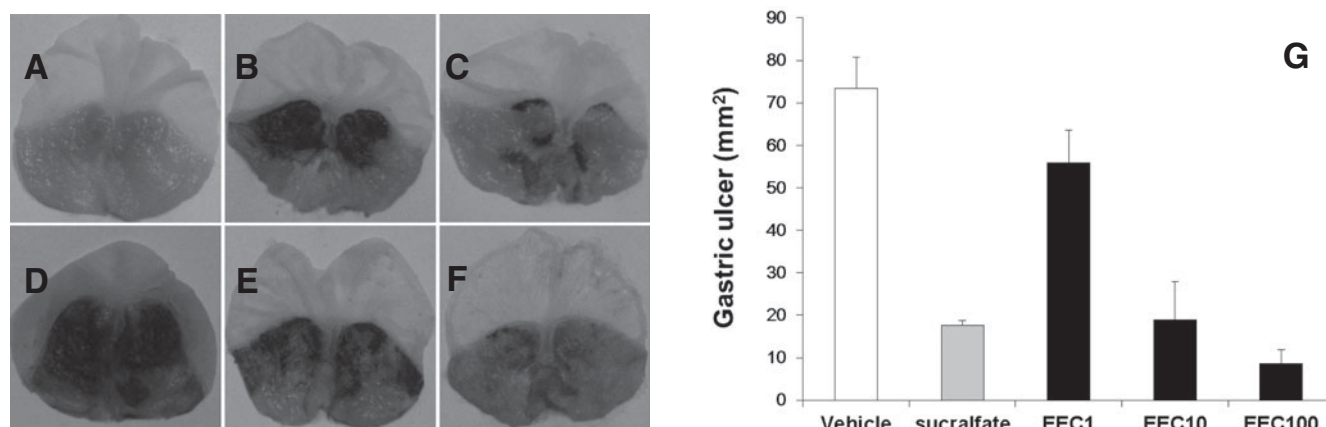 A
B
C
D
E
F
G
Gastric ulcer (mm²)
90
80
70
60
50
40
30
20
10
0
Vehicle sucralfate EEC1 EEC10 EEC100